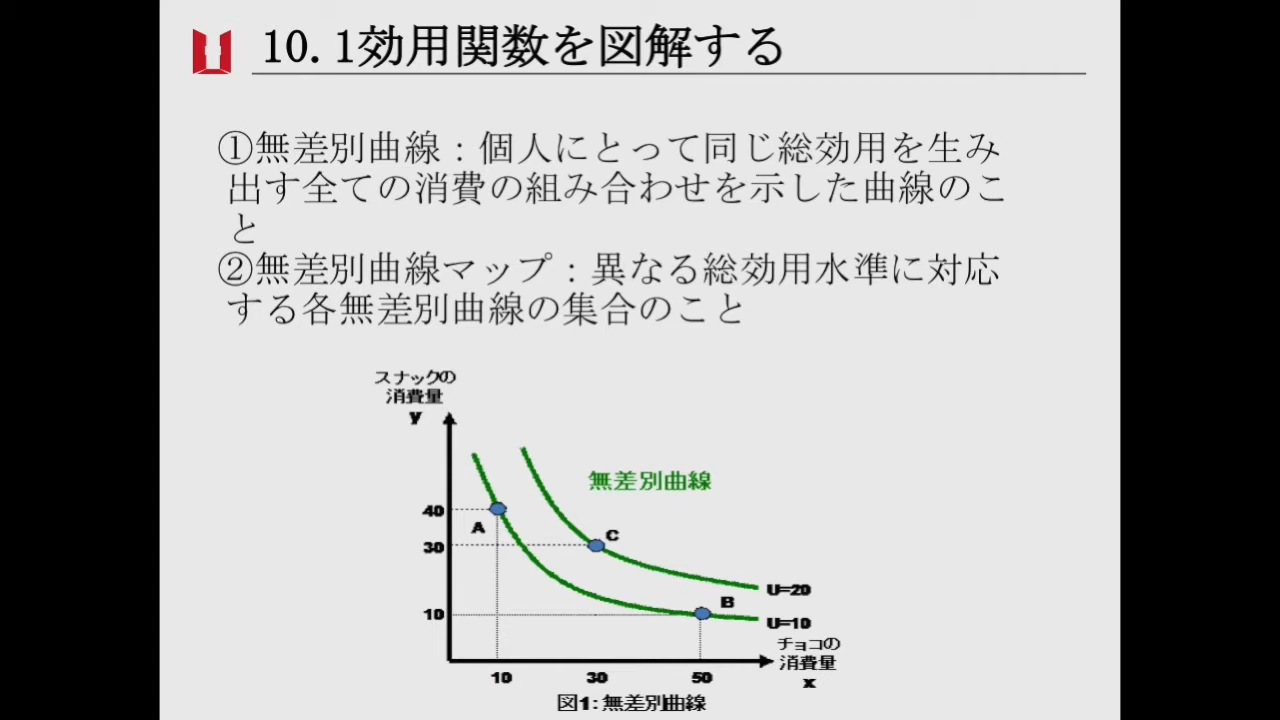 10.1効用関数を図解する
①無差別曲線：個人にとって同じ総効用を生み
出す全ての消費の組み合わせを示した曲線のこ
と
②無差別曲線マップ：異なる総効用水準に対応
する各無差別曲線の集合のこと
スナックの
消費量
y
無差別曲線
40
A
C
30
U=20
B
10
U=10
チョコの
消費量
x
10 30 50
図1:無差別曲線